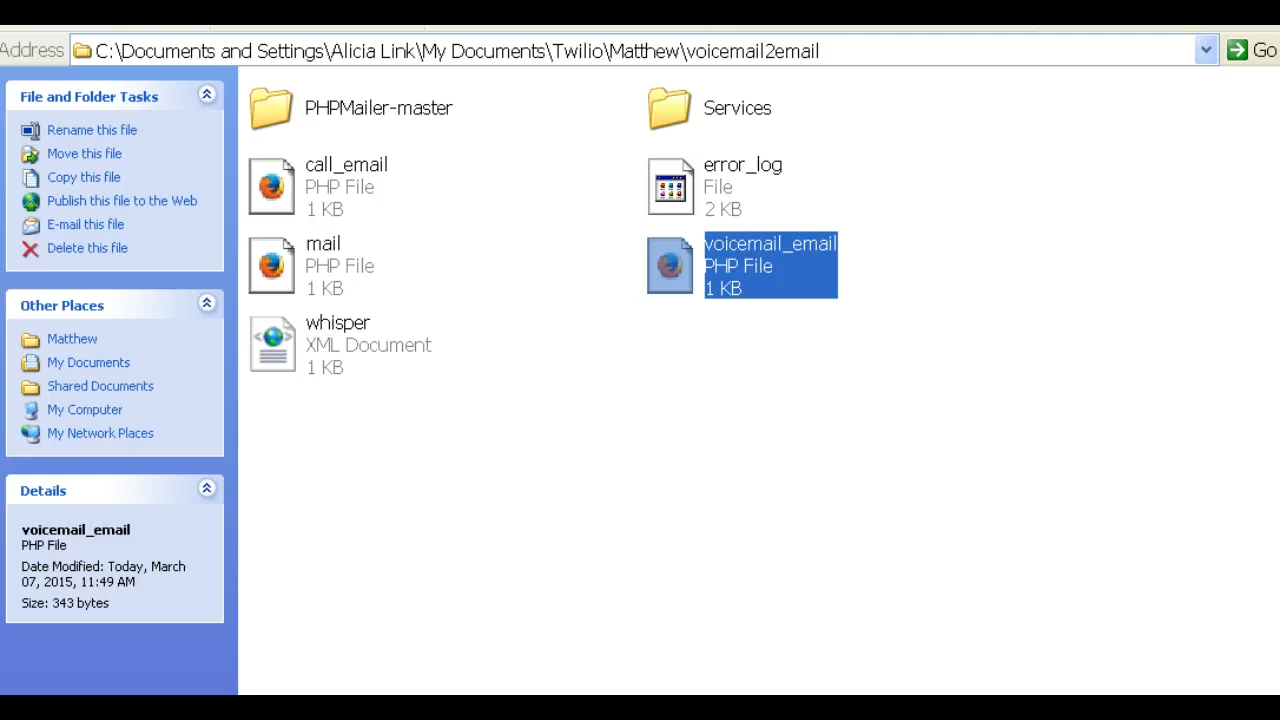 Address C:\Documents and Settings\Alicia Link\My Documents\Twilio\Matthew\voicemail2email Go
File and Folder Tasks
Rename this file
Move this file
Copy this file
Publish this file to the Web
E-mail this file
Delete this file
Other Places
Matthew
My Documents
Shared Documents
My Computer
My Network Places
Details
voicemail_email
PHP File
Date Modified: Today, March
07, 2015, 11:49 AM
Size: 343 bytes
PHPMailer-master
Services
call_email
PHP File
1 KB
error_log
File
2 KB
mail
PHP File
1 KB
voicemail_email
PHP File
1 KB
whisper
XML Document
1 KB